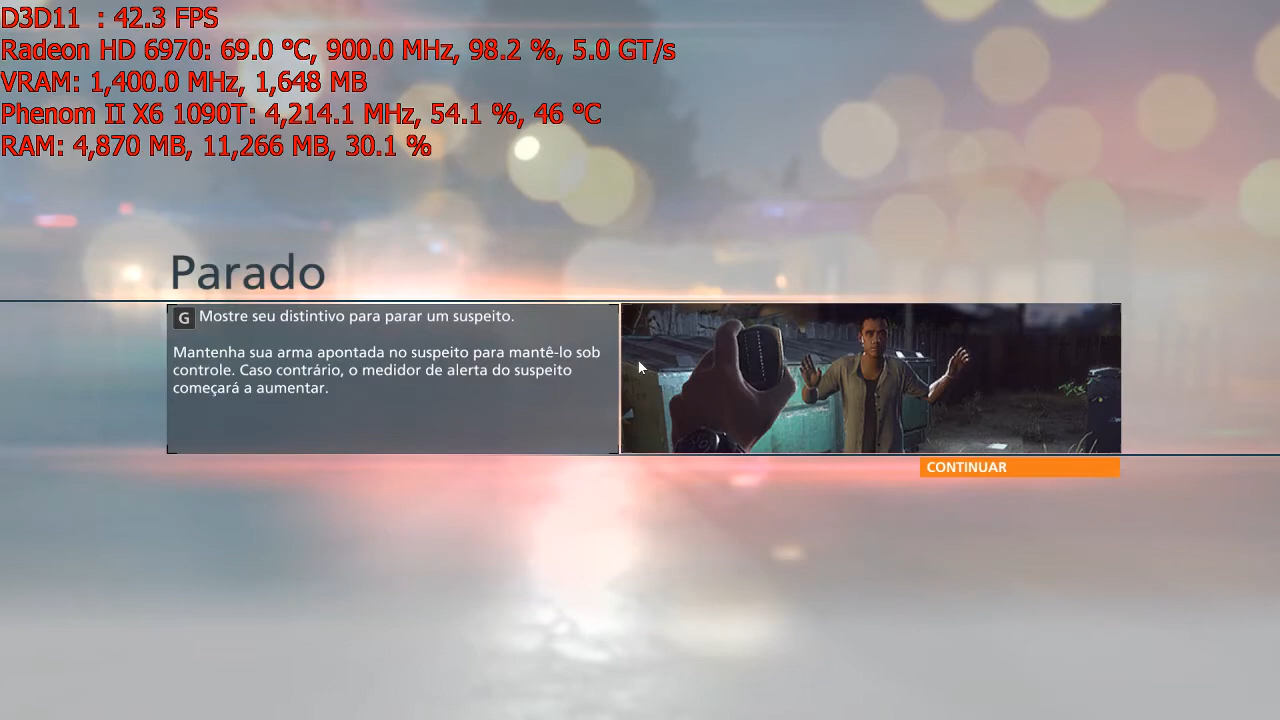 D3D11 : 42.3 FPS
Radeon HD 6970: 69.0 °C, 900.0 MHz, 98.2 %, 5.0 GT/s
VRAM: 1,400.0 MHz, 1,648 MB
Phenom II X6 1090T: 4,214.1 MHz, 54.1 %, 46 °C
RAM: 4,870 MB, 11,266 MB, 30.1 %
Parado
G Mostre seu distintivo para parar um suspeito.
Mantenha sua arma apontada no suspeito para mantê-lo sob
controle. Caso contrário, o medidor de alerta do suspeito
começará a aumentar.
CONTINUAR